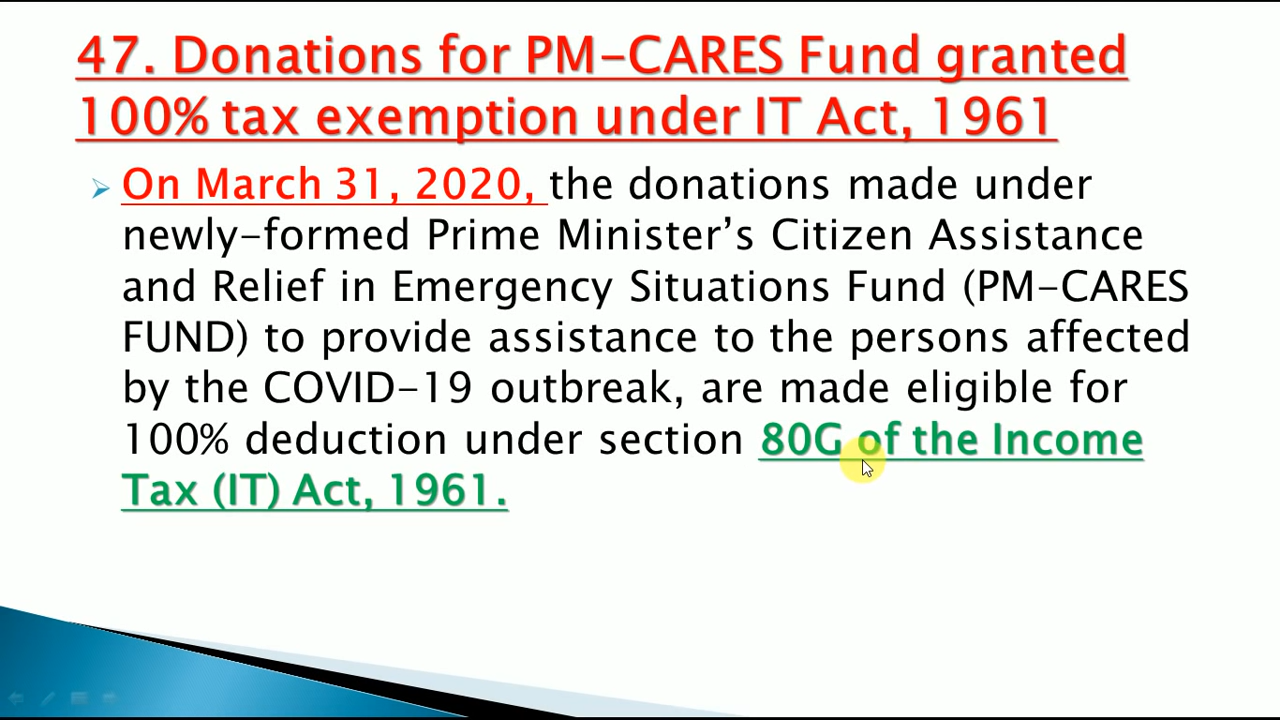 47. Donations for PM-CARES Fund granted
100% tax exemption under IT Act, 1961
On March 31, 2020, the donations made under
newly-formed Prime Minister’s Citizen Assistance
and Relief in Emergency Situations Fund (PM-CARES
FUND) to provide assistance to the persons affected
by the COVID-19 outbreak, are made eligible for
100% deduction under section 80G of the Income
Tax (IT) Act, 1961.